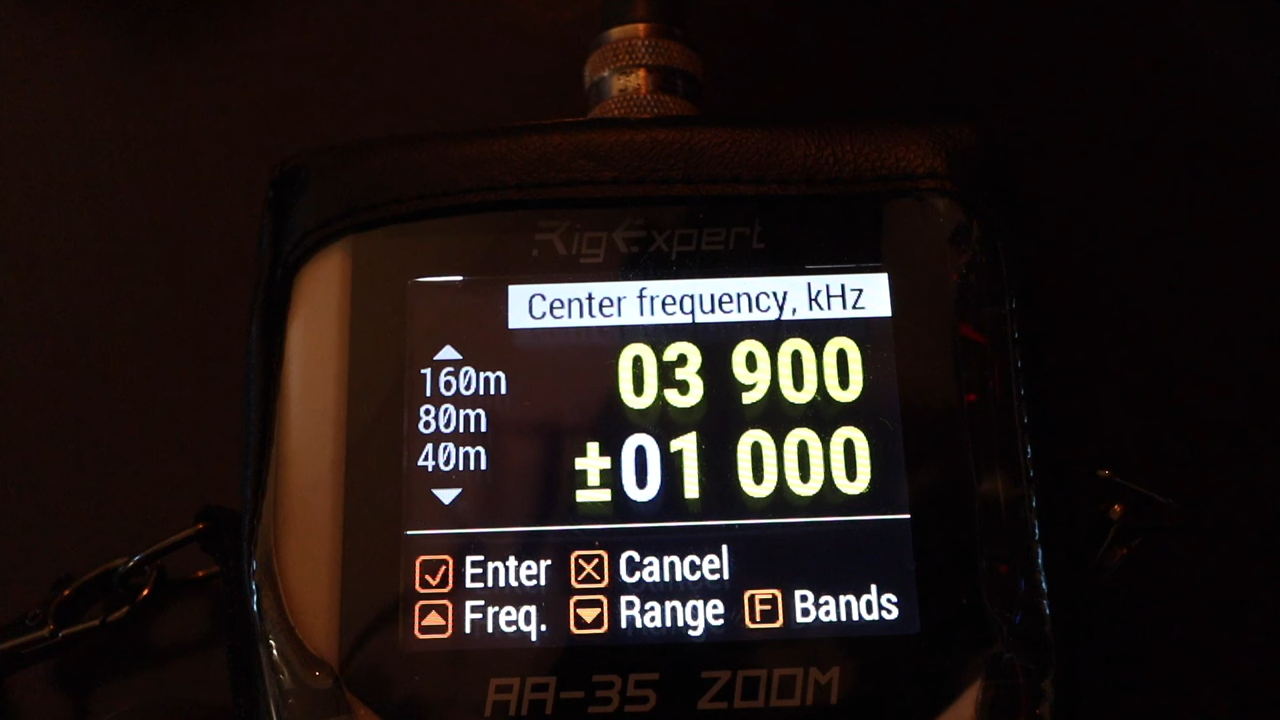 RigExpert
Center frequency, kHz
160m
80m
40m
03 900
±01 000
Enter Cancel
Freq. Range F Bands
AA-35 ZOOM